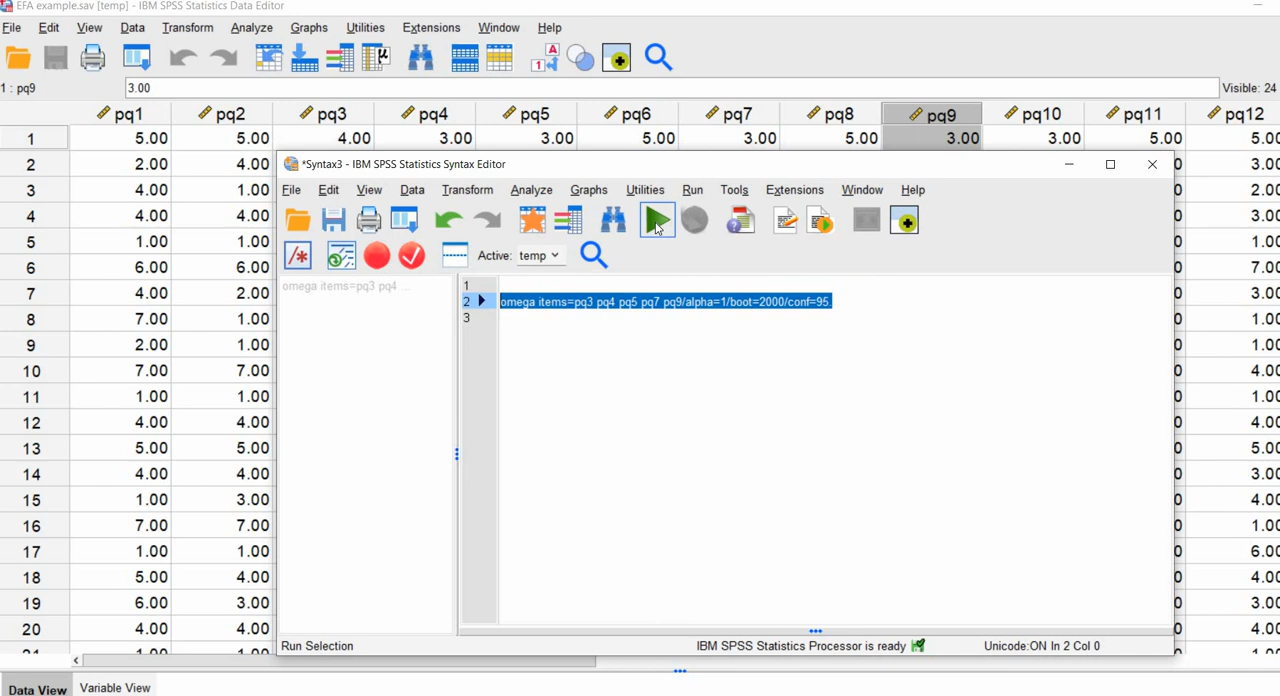 EFA example.sav [temp] - IBM SPSS Statistics Data Editor
File Edit View Data Transform Analyze Graphs Utilities Extensions Window Help
1 : pq9 3.00 Visible: 24
pq1 pq2 pq3 pq4 pq5 pq6 pq7 pq8 pq9 pq10 pq11 pq12
1 5.00 5.00 4.00 3.00 3.00 5.00 3.00 5.00 3.00 3.00 5.00 5.00
2 2.00 4.00 3.00
3 4.00 1.00 2.00
4 4.00 4.00 3.00
5 1.00 1.00 1.00
6 6.00 6.00 7.00
7 4.00 2.00 3.00
8 7.00 1.00 1.00
9 2.00 1.00 1.00
10 7.00 7.00 4.00
11 1.00 1.00 1.00
12 4.00 4.00 4.00
13 5.00 5.00 5.00
14 4.00 4.00 3.00
15 1.00 3.00 4.00
16 7.00 7.00 1.00
17 1.00 1.00 6.00
18 5.00 4.00 4.00
19 6.00 3.00 3.00
20 4.00 4.00 4.00
*Syntax3 - IBM SPSS Statistics Syntax Editor
File Edit View Data Transform Analyze Graphs Utilities Run Tools Extensions Window Help
Active: temp
omega items=pq3 pq4 ...
1
2 omega items=pq3 pq4 pq5 pq7 pq9/alpha=1/boot=2000/conf=95.
3
Run Selection IBM SPSS Statistics Processor is ready Unicode:ON In 2 Col 0
Data View Variable View